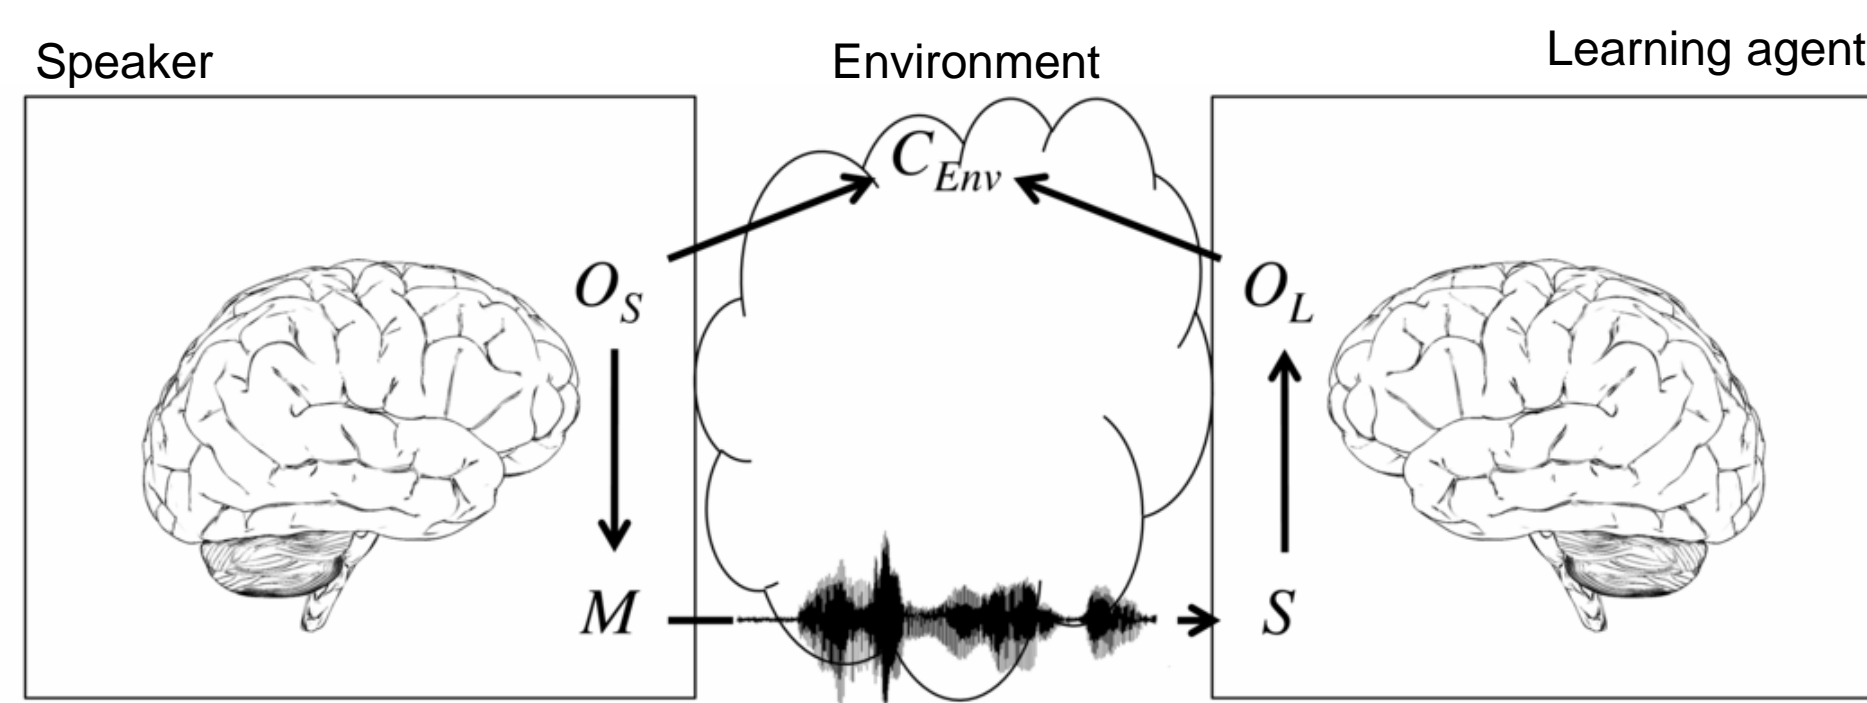 Speaker
Environment
Learning agent
C_Env
O_S
O_L
M
S